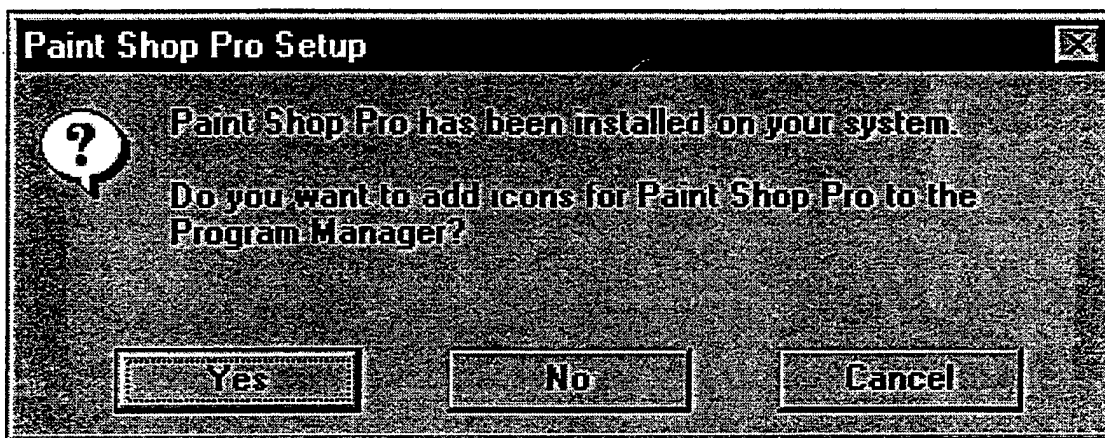 Paint Shop Pro Setup
?
Paint Shop Pro has been installed on your system.
Do you want to add icons for Paint Shop Pro to the
Program Manager?
Yes No Cancel